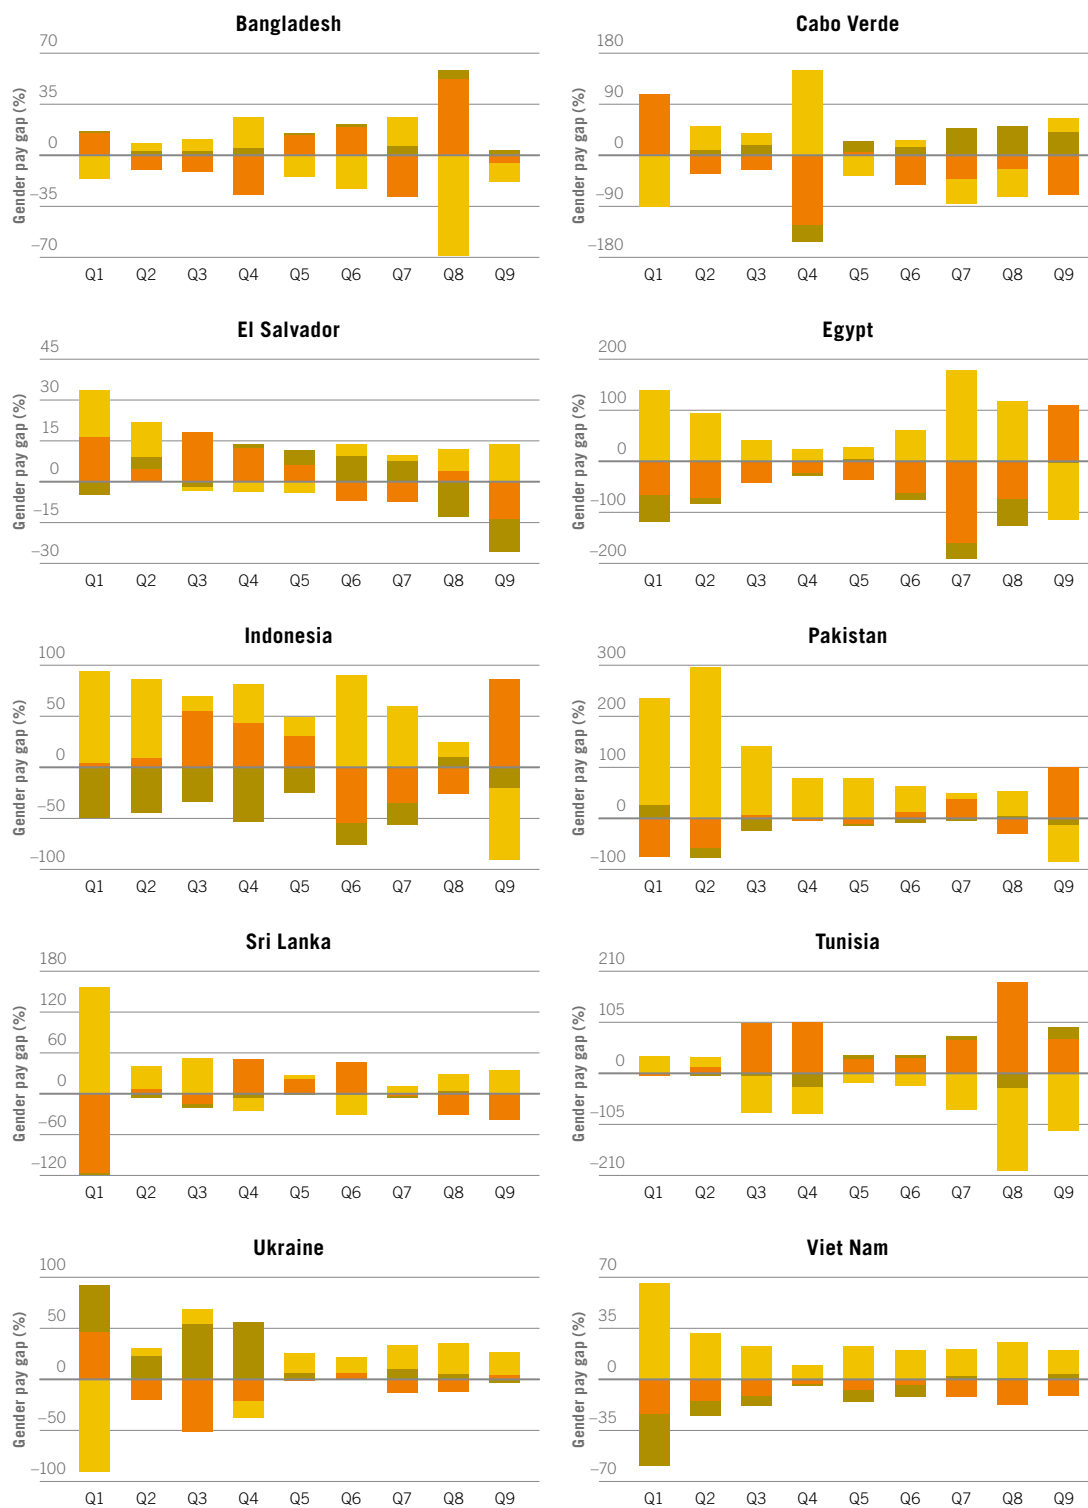 Bangladesh
Gender pay gap (%)
70
35
0
–35
–70
Q1 Q2 Q3 Q4 Q5 Q6 Q7 Q8 Q9
Cabo Verde
Gender pay gap (%)
180
90
0
–90
–180
Q1 Q2 Q3 Q4 Q5 Q6 Q7 Q8 Q9
El Salvador
Gender pay gap (%)
45
30
15
0
–15
–30
Q1 Q2 Q3 Q4 Q5 Q6 Q7 Q8 Q9
Egypt
Gender pay gap (%)
200
100
0
–100
–200
Q1 Q2 Q3 Q4 Q5 Q6 Q7 Q8 Q9
Indonesia
Gender pay gap (%)
100
50
0
–50
–100
Q1 Q2 Q3 Q4 Q5 Q6 Q7 Q8 Q9
Pakistan
Gender pay gap (%)
300
200
100
0
–100
Q1 Q2 Q3 Q4 Q5 Q6 Q7 Q8 Q9
Sri Lanka
Gender pay gap (%)
180
120
60
0
–60
–120
Q1 Q2 Q3 Q4 Q5 Q6 Q7 Q8 Q9
Tunisia
Gender pay gap (%)
210
105
0
–105
–210
Q1 Q2 Q3 Q4 Q5 Q6 Q7 Q8 Q9
Ukraine
Gender pay gap (%)
100
50
0
–50
–100
Q1 Q2 Q3 Q4 Q5 Q6 Q7 Q8 Q9
Viet Nam
Gender pay gap (%)
70
35
0
–35
–70
Q1 Q2 Q3 Q4 Q5 Q6 Q7 Q8 Q9